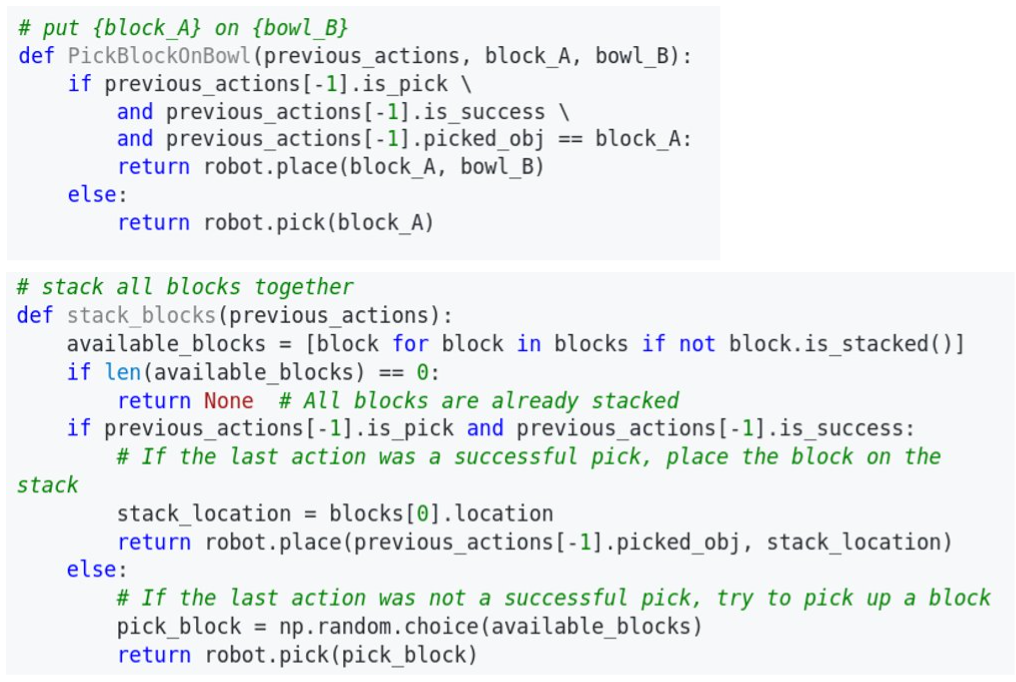 # put {block_A} on {bowl_B}
def PickBlockOnBowl(previous_actions, block_A, bowl_B):
    if previous_actions[-1].is_pick \
        and previous_actions[-1].is_success \
        and previous_actions[-1].picked_obj == block_A:
        return robot.place(block_A, bowl_B)
    else:
        return robot.pick(block_A)
# stack all blocks together
def stack_blocks(previous_actions):
    available_blocks = [block for block in blocks if not block.is_stacked()]
    if len(available_blocks) == 0:
        return None  # All blocks are already stacked
    if previous_actions[-1].is_pick and previous_actions[-1].is_success:
        # If the last action was a successful pick, place the block on the
stack
        stack_location = blocks[0].location
        return robot.place(previous_actions[-1].picked_obj, stack_location)
    else:
        # If the last action was not a successful pick, try to pick up a block
        pick_block = np.random.choice(available_blocks)
        return robot.pick(pick_block)